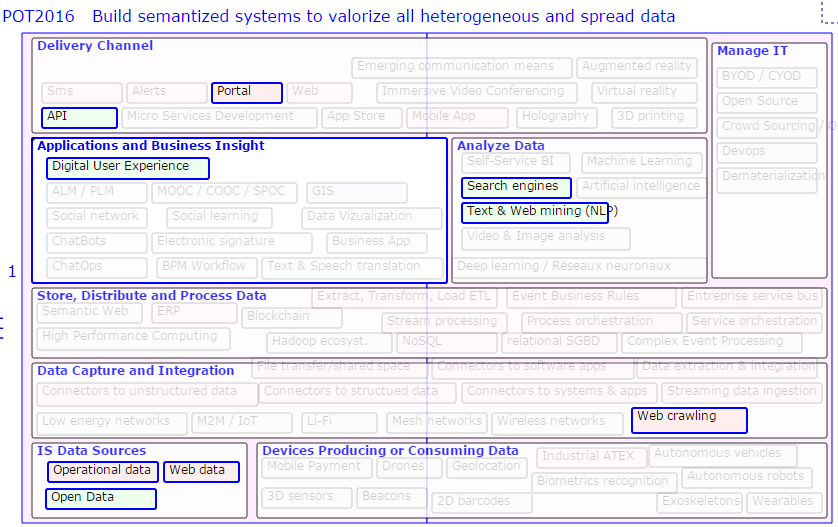 POT2016 Build semantized systems to valorize all heterogeneous and spread data
Delivery Channel
Emerging communication means Augmented reality
Sms Alerts Portal Web Immersive Video Conferencing Virtual reality
API Micro Services Development App Store Mobile App Holography 3D printing
Manage IT
BYOD / CYOD
Open Source
Crowd Sourcing / O
Devops
Dematerialization
Applications and Business Insight
Digital User Experience
ALM / PLM MOOC / COOC / SPOC GIS
Social network Social learning Data Vizualization
ChatBots Electronic signature Business App
ChatOps BPM Workflow Text & Speech translation
Analyze Data
Self-Service BI Machine Learning
Search engines Artificial intelligence
Text & Web mining (NLP)
Video & Image analysis
Deep learning / Réseaux neuronaux
1
Store, Distribute and Process Data Extract, Transform, Load ETL Event Business Rules Entreprise service bus
Semantic Web ERP Blockchain Stream processing Process orchestration Service orchestration
High Performance Computing Hadoop ecosyst. NoSQL relational SGBD Complex Event Processing
Data Capture and Integration File transfer/shared space Connectors to software apps Data extraction & integration
Connectors to unstructured data Connectors to structued data Connectors to systems & apps Streaming data ingestion
Low energy networks M2M / IoT Li-Fi Mesh networks Wireless networks Web crawling
IS Data Sources
Operational data Web data
Open Data
Devices Producing or Consuming Data Industrial ATEX Autonomous vehicles
Mobile Payment Drones Geolocation Biometrics recognition Autonomous robots
3D sensors Beacons 2D barcodes Exoskeletons Wearables